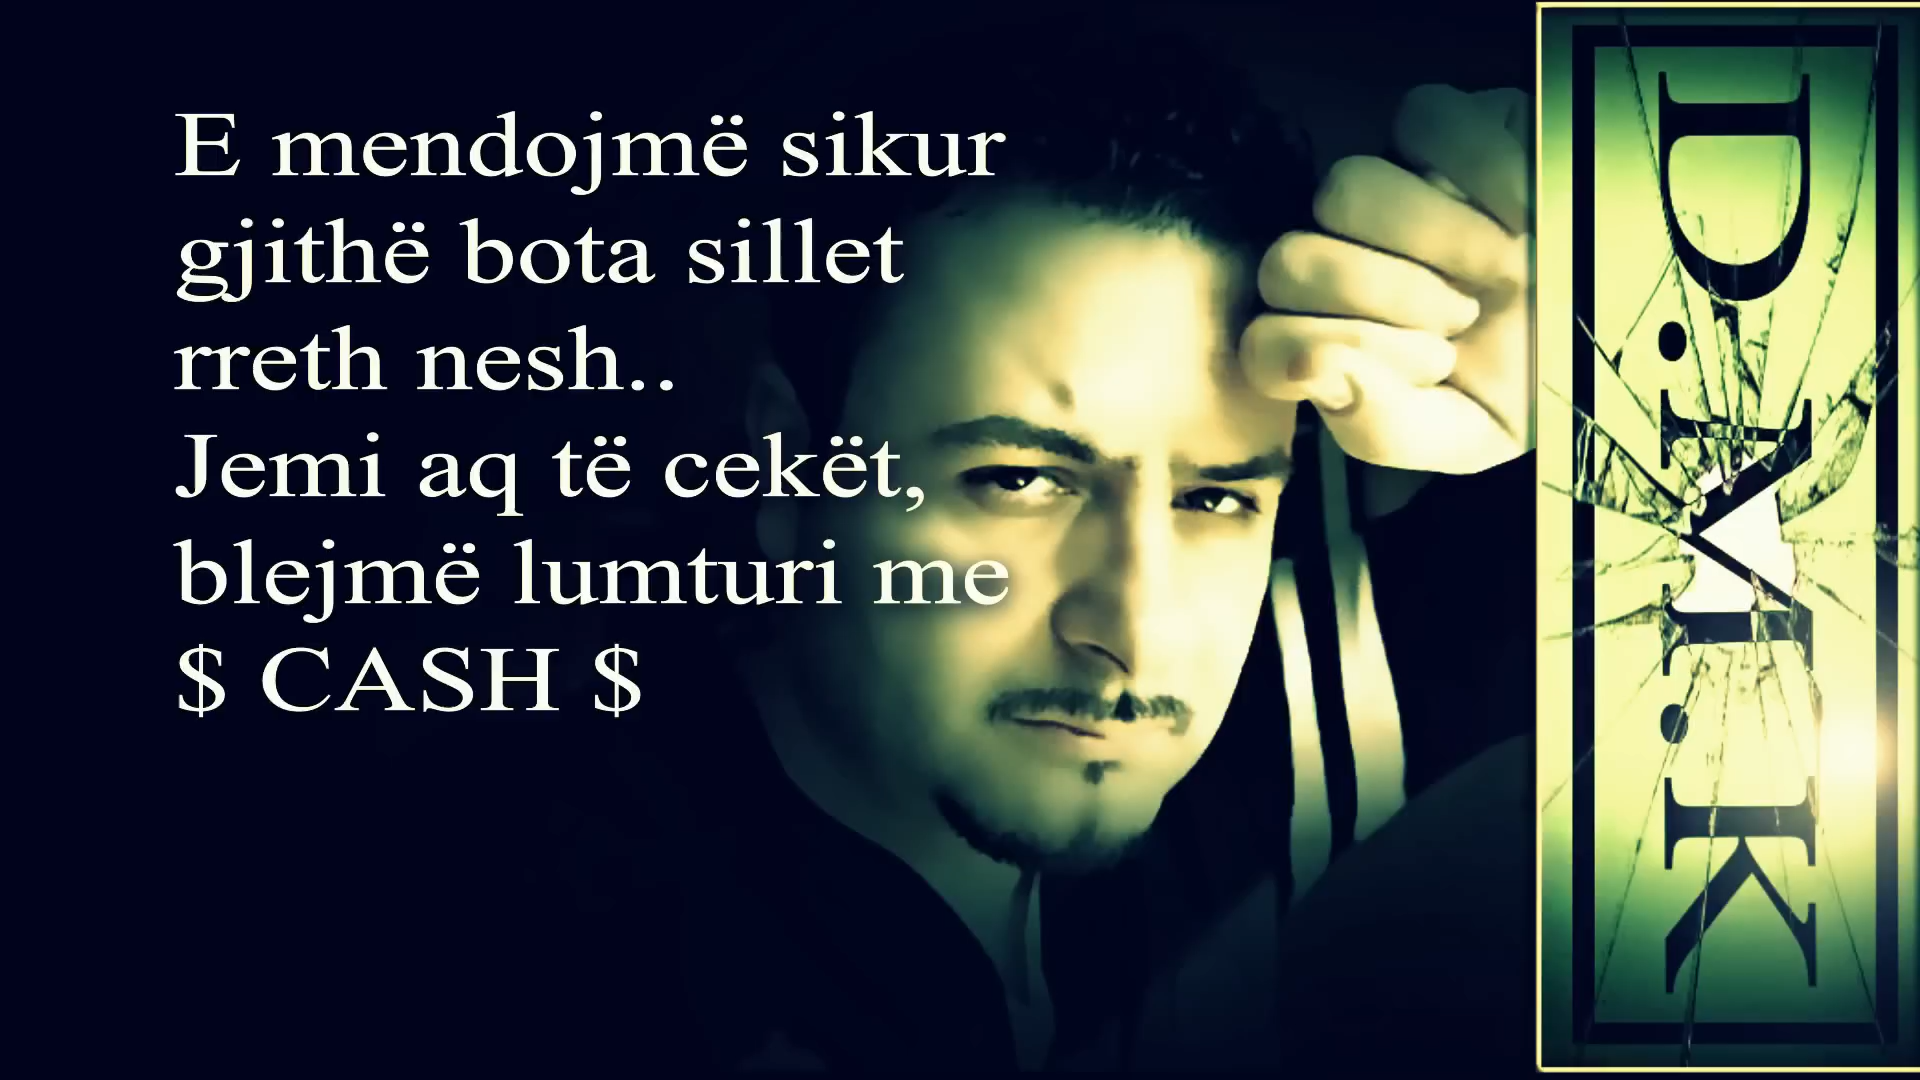 E mendojmë sikur
gjithë bota sillet
rreth nesh..
Jemi aq të cekët,
blejmë lumturi me
$ CASH $
D.M.K